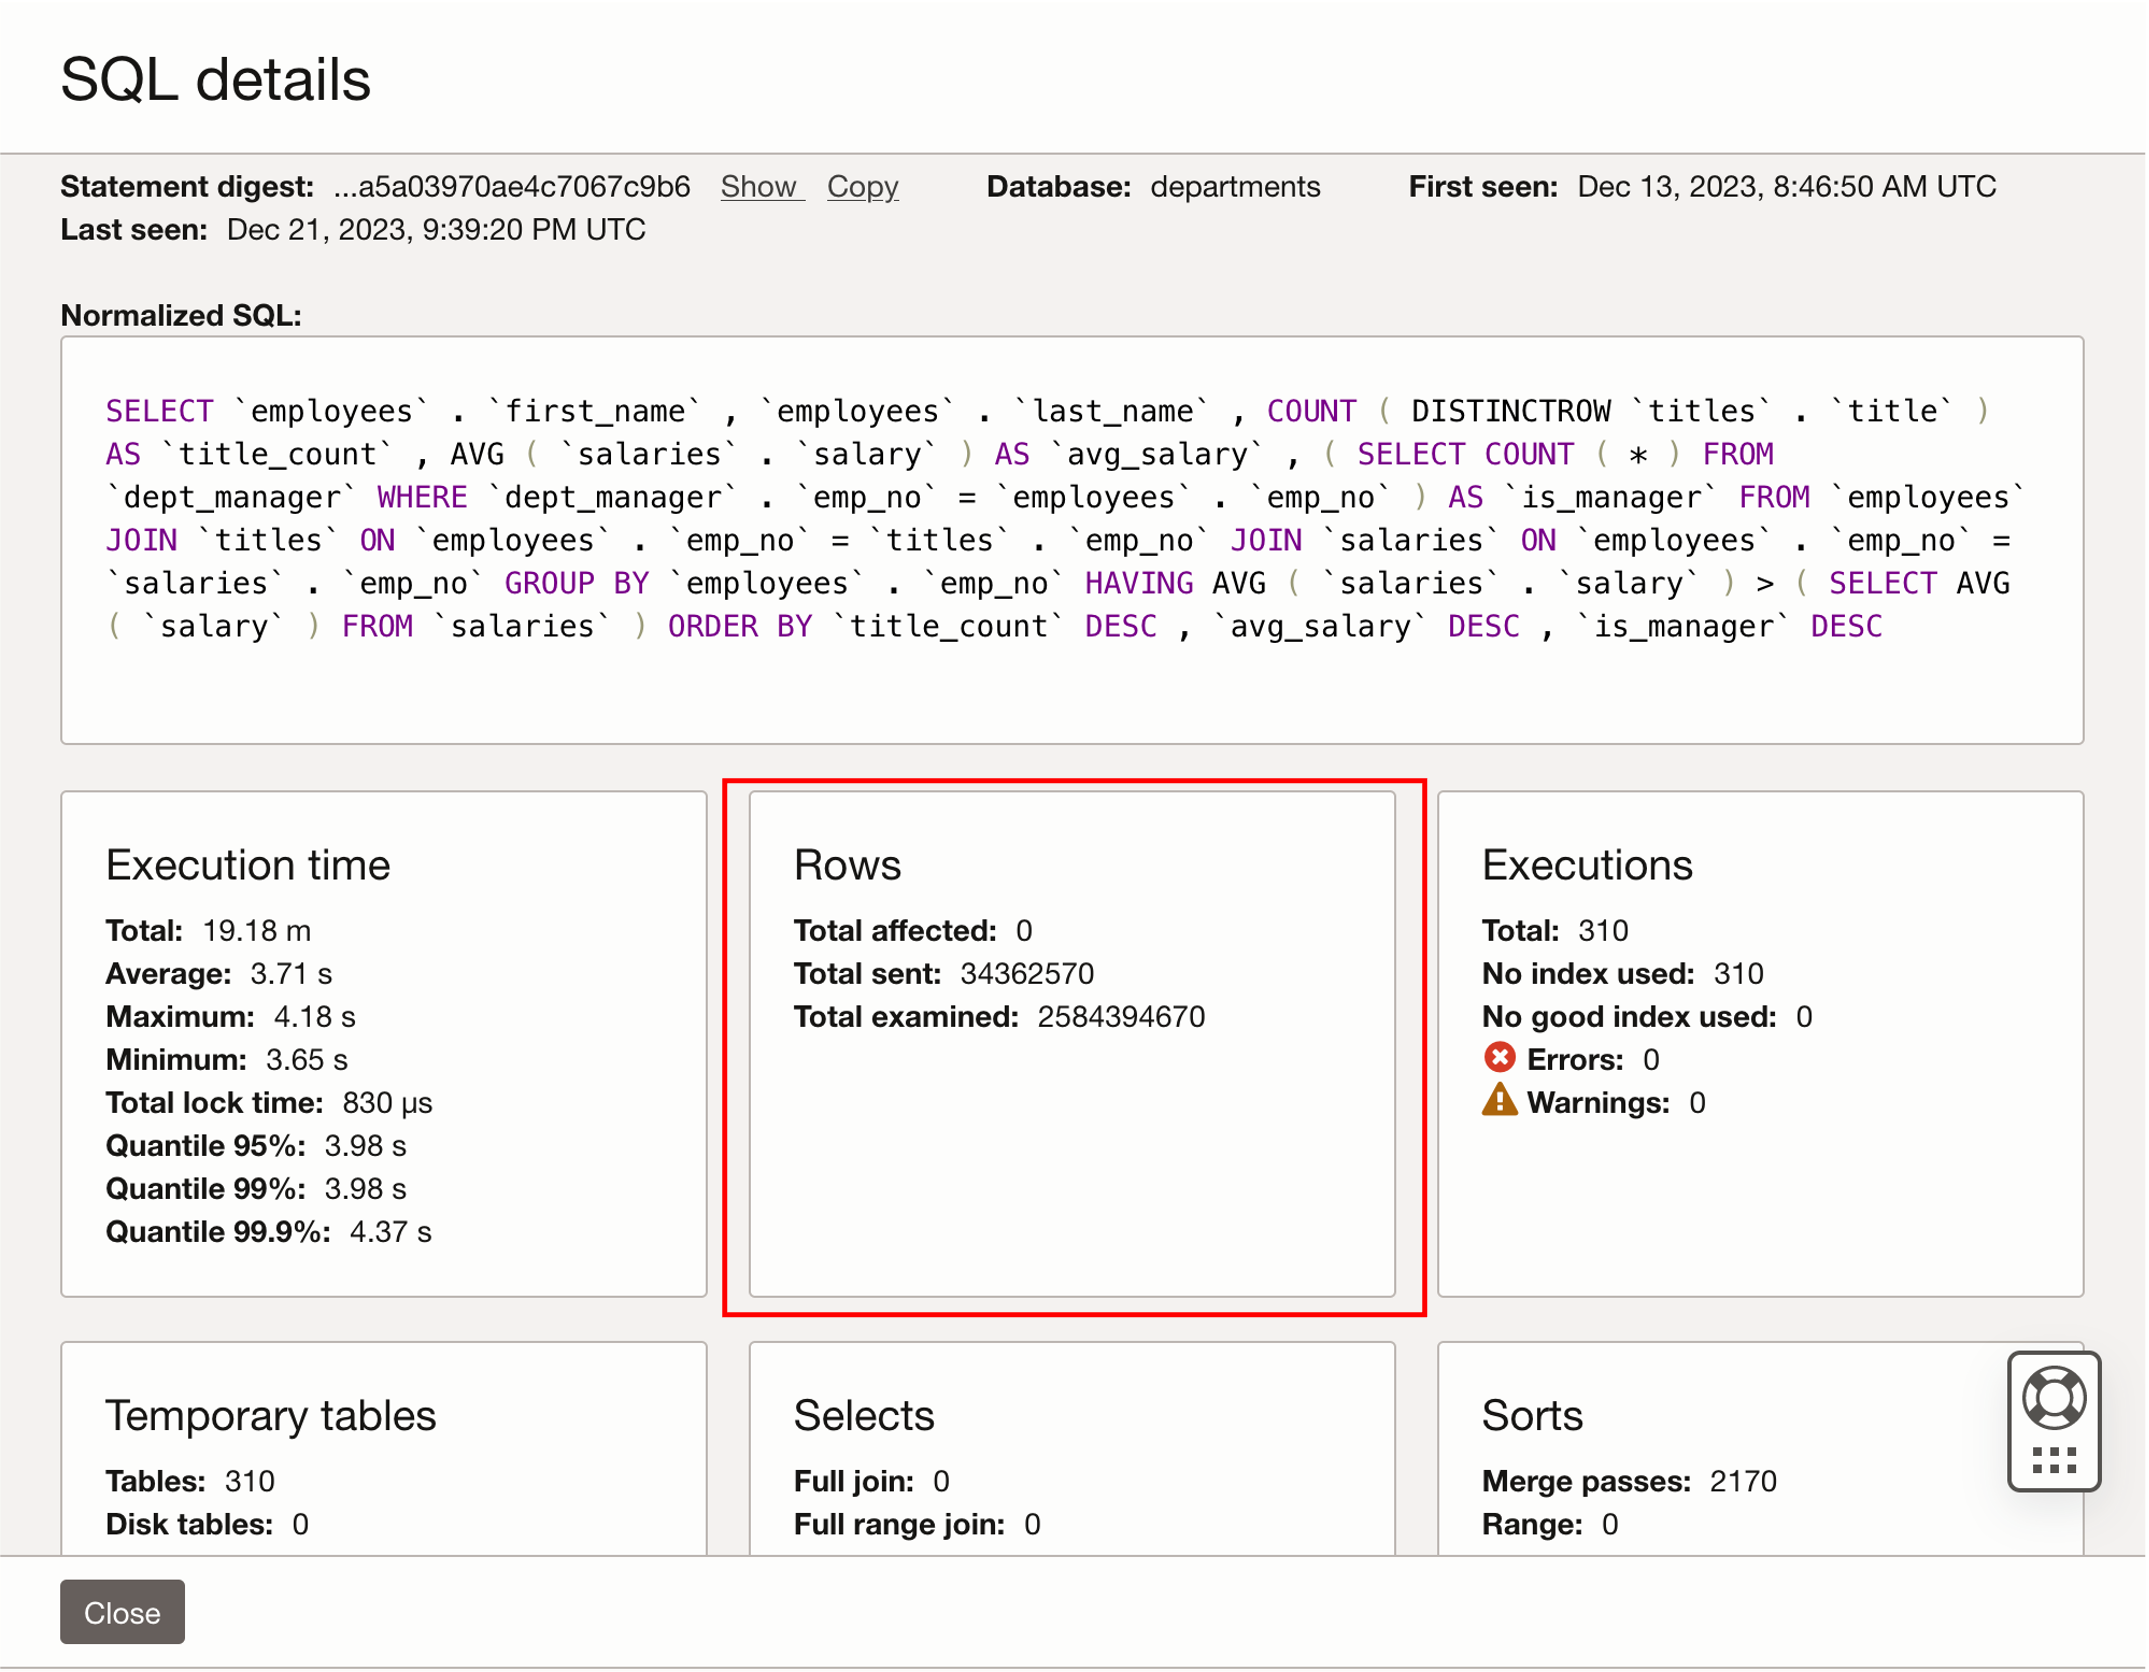 SQL details
Statement digest: ...a5a03970ae4c7067c9b6 Show Copy Database: departments First seen: Dec 13, 2023, 8:46:50 AM UTC
Last seen: Dec 21, 2023, 9:39:20 PM UTC
Normalized SQL:
SELECT `employees` . `first_name` , `employees` . `last_name` , COUNT ( DISTINCTROW `titles` . `title` )
AS `title_count` , AVG ( `salaries` . `salary` ) AS `avg_salary` , ( SELECT COUNT ( * ) FROM
`dept_manager` WHERE `dept_manager` . `emp_no` = `employees` . `emp_no` ) AS `is_manager` FROM `employees`
JOIN `titles` ON `employees` . `emp_no` = `titles` . `emp_no` JOIN `salaries` ON `employees` . `emp_no` =
`salaries` . `emp_no` GROUP BY `employees` . `emp_no` HAVING AVG ( `salaries` . `salary` ) > ( SELECT AVG
( `salary` ) FROM `salaries` ) ORDER BY `title_count` DESC , `avg_salary` DESC , `is_manager` DESC
Execution time
Total: 19.18 m
Average: 3.71 s
Maximum: 4.18 s
Minimum: 3.65 s
Total lock time: 830 µs
Quantile 95%: 3.98 s
Quantile 99%: 3.98 s
Quantile 99.9%: 4.37 s
Rows
Total affected: 0
Total sent: 34362570
Total examined: 2584394670
Executions
Total: 310
No index used: 310
No good index used: 0
Errors: 0
Warnings: 0
Temporary tables
Tables: 310
Disk tables: 0
Selects
Full join: 0
Full range join: 0
Sorts
Merge passes: 2170
Range: 0
Close